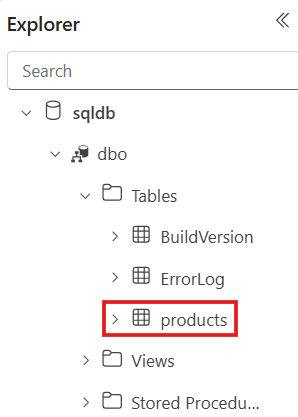 Explorer
Search
sqldb
dbo
Tables
BuildVersion
ErrorLog
products
Views
Stored Procedu...